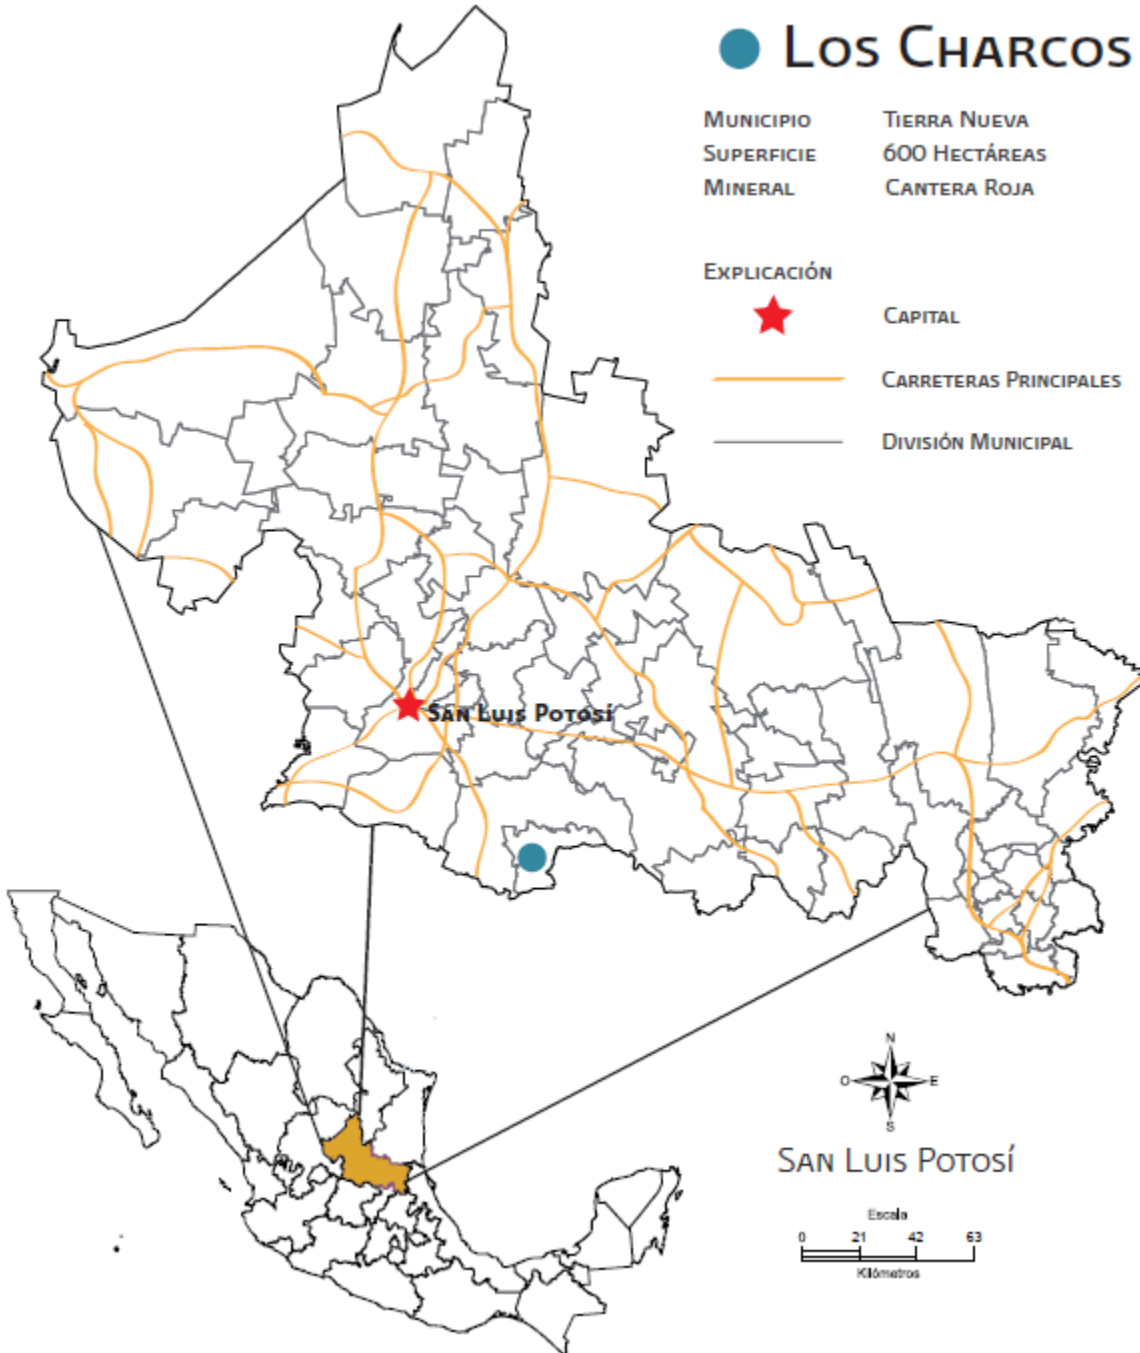 LOS CHARCOS
MUNICIPIO TIERRA NUEVA
SUPERFICIE 600 HECTÁREAS
MINERAL CANTERA ROJA
EXPLICACIÓN
CAPITAL
CARRETERAS PRINCIPALES
DIVISIÓN MUNICIPAL
SAN LUIS POTOSÍ
N
O E
S
SAN LUIS POTOSÍ
Escala
0 21 42 63
Kilómetros